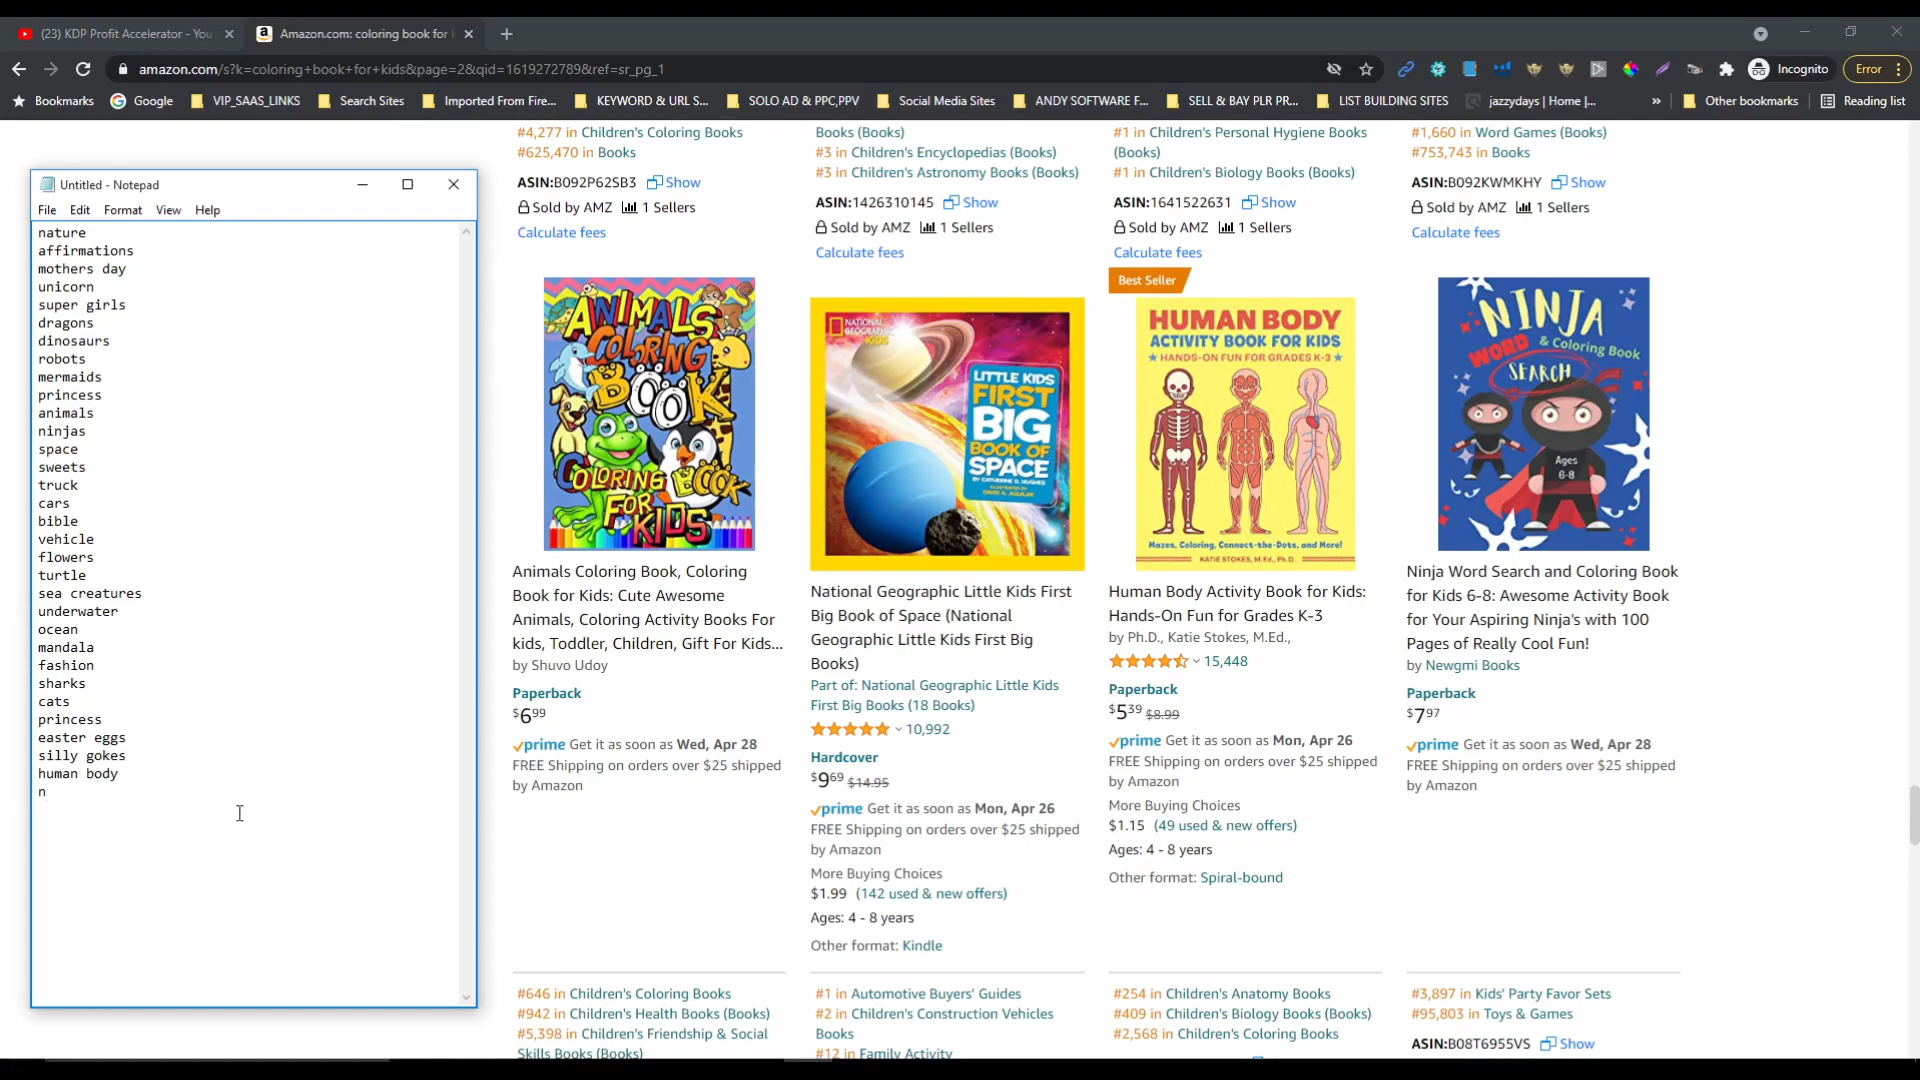 (23) KDP Profit Accelerator - You
Amazon.com: coloring book for k
amazon.com/s?k=coloring+book+for+kids&page=2&qid=1619272789&ref=sr_pg_1
Incognito
Error
Bookmarks
Google
VIP_SAAS_LINKS
Search Sites
Imported From Fire...
KEYWORD & URL S...
SOLO AD & PPC,PPV
Social Media Sites
ANDY SOFTWARE F...
SELL & BAY PLR PR...
LIST BUILDING SITES
jazzydays | Home |...
»
Other bookmarks
Reading list
Untitled - Notepad
File Edit Format View Help
nature
affirmations
mothers day
unicorn
super girls
dragons
dinosaurs
robots
mermaids
princess
animals
ninjas
space
sweets
truck
cars
bible
vehicle
flowers
turtle
sea creatures
underwater
ocean
mandala
fashion
sharks
cats
princess
easter eggs
silly gokes
human body
n
#4,277 in Children's Coloring Books
#625,470 in Books
ASIN:B092P62SB3 Show
Sold by AMZ 1 Sellers
Calculate fees
Books (Books)
#3 in Children's Encyclopedias (Books)
#3 in Children's Astronomy Books (Books)
ASIN:1426310145 Show
Sold by AMZ 1 Sellers
Calculate fees
#1 in Children's Personal Hygiene Books
(Books)
#1 in Children's Biology Books (Books)
ASIN:1641522631 Show
Sold by AMZ 1 Sellers
Calculate fees
#1,660 in Word Games (Books)
#753,743 in Books
ASIN:B092KWMKHY Show
Sold by AMZ 1 Sellers
Calculate fees
ANIMALS
COLORING
BOOK
COLORING BOOK
FOR
KIDS
Animals Coloring Book, Coloring
Book for Kids: Cute Awesome
Animals, Coloring Activity Books For
kids, Toddler, Children, Gift For Kids...
by Shuvo Udoy
Paperback
$6.99
prime Get it as soon as Wed, Apr 28
FREE Shipping on orders over $25 shipped
by Amazon
NATIONAL
GEOGRAPHIC
KiDS
LITTLE KIDS
FIRST
BIG
BOOK OF
SPACE
BY CATHERINE D. HUGHES
ILLUSTRATED BY
DAVID A. AGUILAR
National Geographic Little Kids First
Big Book of Space (National
Geographic Little Kids First Big
Books)
Part of: National Geographic Little Kids
First Big Books (18 Books)
10,992
Hardcover
$9.69 $14.95
prime Get it as soon as Mon, Apr 26
FREE Shipping on orders over $25 shipped
by Amazon
More Buying Choices
$1.99 (142 used & new offers)
Ages: 4 - 8 years
Other format: Kindle
Best Seller
HUMAN BODY
ACTIVITY BOOK FOR KIDS
HANDS-ON FUN FOR GRADES K-3
Mazes, Coloring, Connect-the-Dots, and More!
KATIE STOKES, M.Ed., Ph.D.
Human Body Activity Book for Kids:
Hands-On Fun for Grades K-3
by Ph.D., Katie Stokes, M.Ed.,
15,448
Paperback
$5.39 $8.99
prime Get it as soon as Mon, Apr 26
FREE Shipping on orders over $25 shipped
by Amazon
More Buying Choices
$1.15 (49 used & new offers)
Ages: 4 - 8 years
Other format: Spiral-bound
NINJA
WORD & Coloring Book
SEARCH
Ages
6-8
Ninja Word Search and Coloring Book
for Kids 6-8: Awesome Activity Book
for Your Aspiring Ninja's with 100
Pages of Really Cool Fun!
by Newgmi Books
Paperback
$7.97
prime Get it as soon as Wed, Apr 28
FREE Shipping on orders over $25 shipped
by Amazon
#646 in Children's Coloring Books
#942 in Children's Health Books (Books)
#5,398 in Children's Friendship & Social
Skills Books (Books)
#1 in Automotive Buyers' Guides
#2 in Children's Construction Vehicles
Books
#12 in Family Activity
#254 in Children's Anatomy Books
#409 in Children's Biology Books (Books)
#2,568 in Children's Coloring Books
#3,897 in Kids' Party Favor Sets
#95,803 in Toys & Games
ASIN:B08T6955VS Show